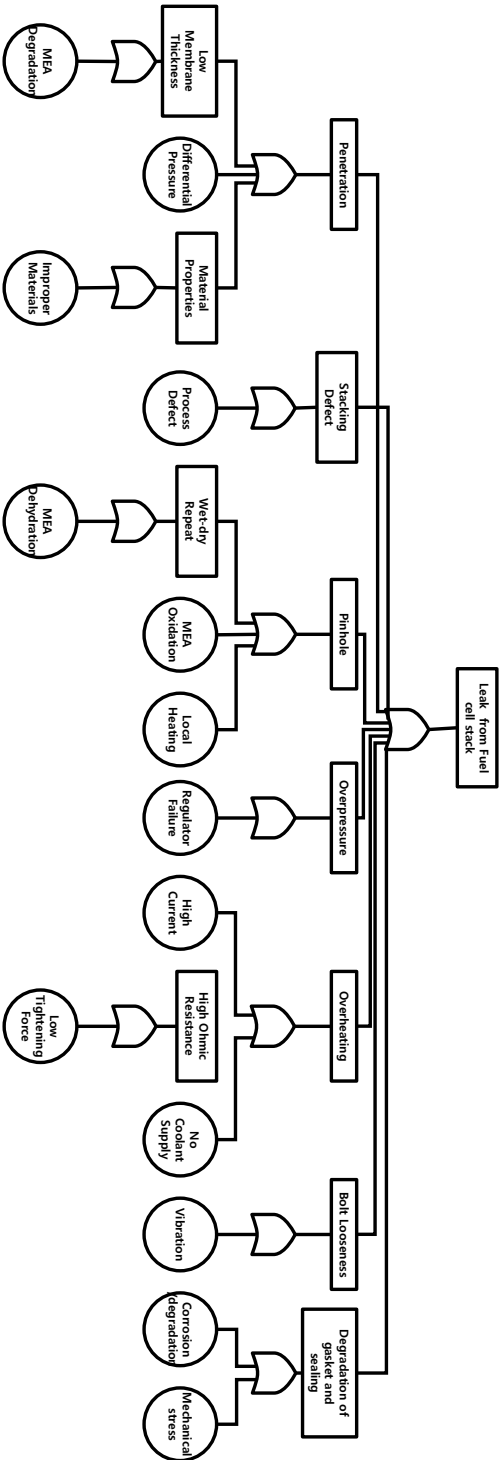 Leak from Fuel
cell stack
Penetration
Stacking
Defect
Pinhole
Overpressure
Overheating
Bolt Looseness
Degradation of
gasket and
sealing
Low
Membrane
Thickness
Differential
Pressure
Material
Properties
Process
Defect
Wet-dry
Repeat
MEA
Oxidation
Local
Heating
Regulator
Failure
High
Current
High Ohmic
Resistance
No
Coolant
Supply
Vibration
Corrosion
/degradation
Mechanical
stress
MEA
Degradation
Improper
Materials
MEA
Dehydration
Low
Tightening
Force